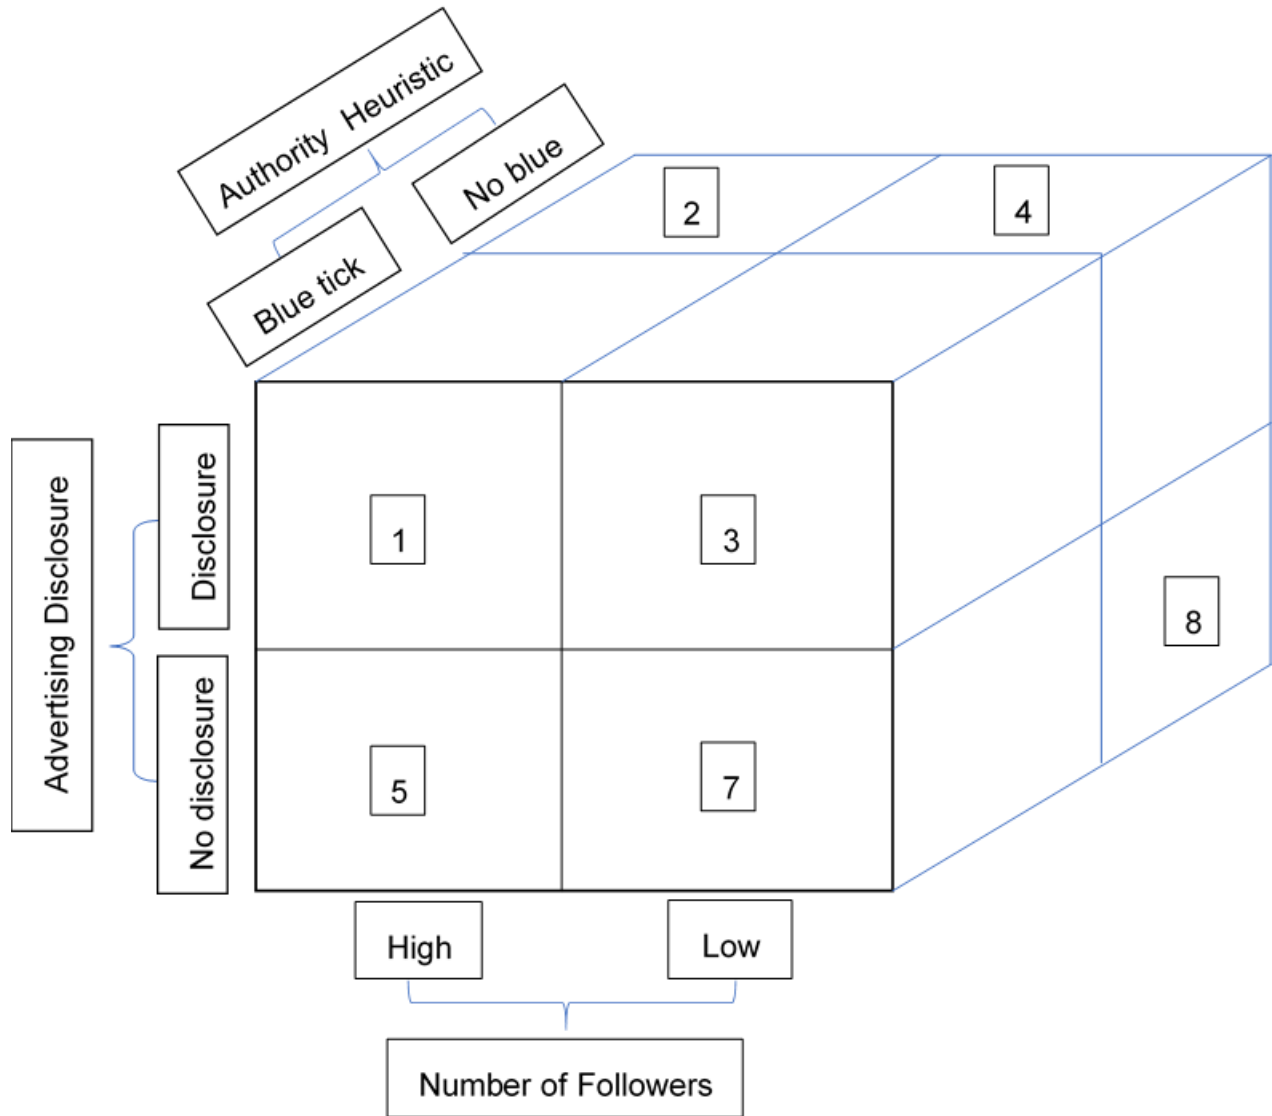 Authority Heuristic
No blue
Blue tick
2
4
Advertising Disclosure
Disclosure
No disclosure
1
3
8
5
7
High
Low
Number of Followers